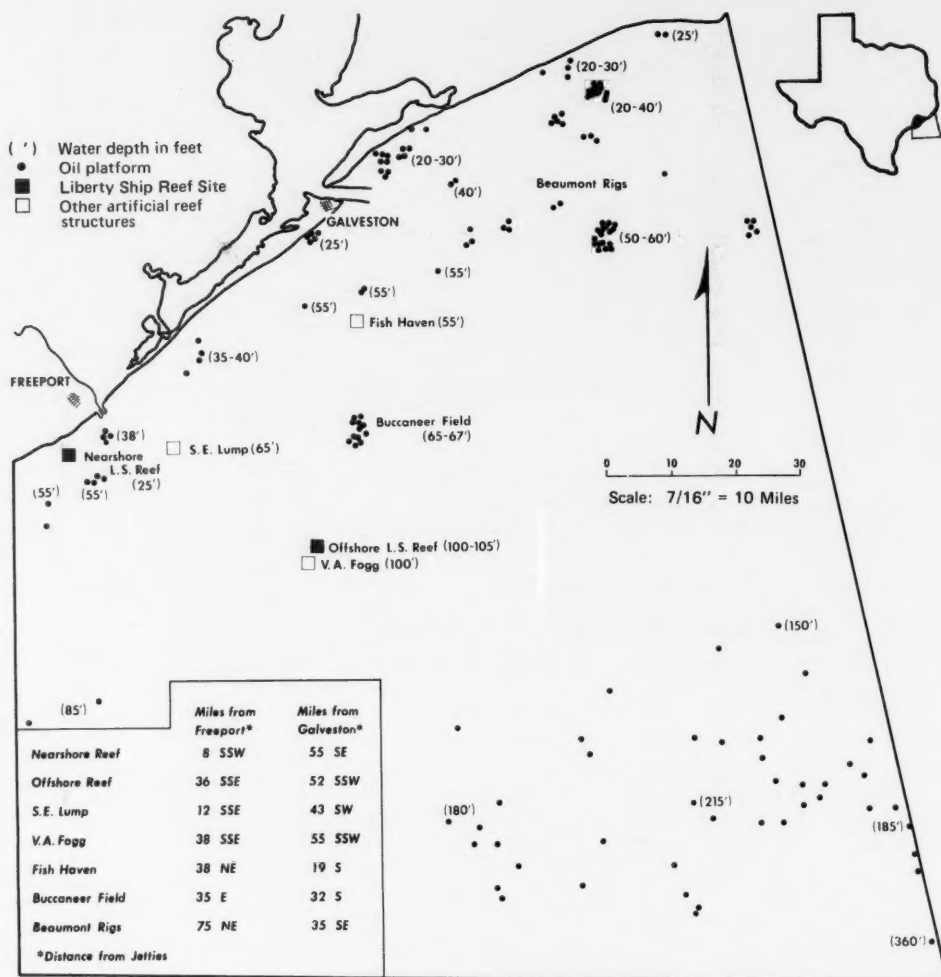 (25')
(20-30')
(20-40')
( ') Water depth in feet
Oil platform
Liberty Ship Reef Site
Other artificial reef
structures
(20-30')
(40')
Beaumont Rigs
GALVESTON
(25')
(50-60')
(55')
(55')
(55')
Fish Haven (55')
(35-40')
FREEPORT
Buccaneer Field
(65-67')
N
(38')
S.E. Lump (65')
Nearshore
L.S. Reef
(25')
(55')
(55')
0 10 20 30
Scale: 7/16" = 10 Miles
Offshore L.S. Reef (100-105')
V.A. Fogg (100')
(150')
(85')
(180')
(215')
(185')
(360')
Miles from Freeport* Miles from Galveston*
Nearshore Reef 8 SSW 55 SE
Offshore Reef 36 SSE 52 SSW
S.E. Lump 12 SSE 43 SW
V.A. Fogg 38 SSE 55 SSW
Fish Haven 38 NE 19 S
Buccaneer Field 35 E 32 S
Beaumont Rigs 75 NE 35 SE
*Distance from Jetties